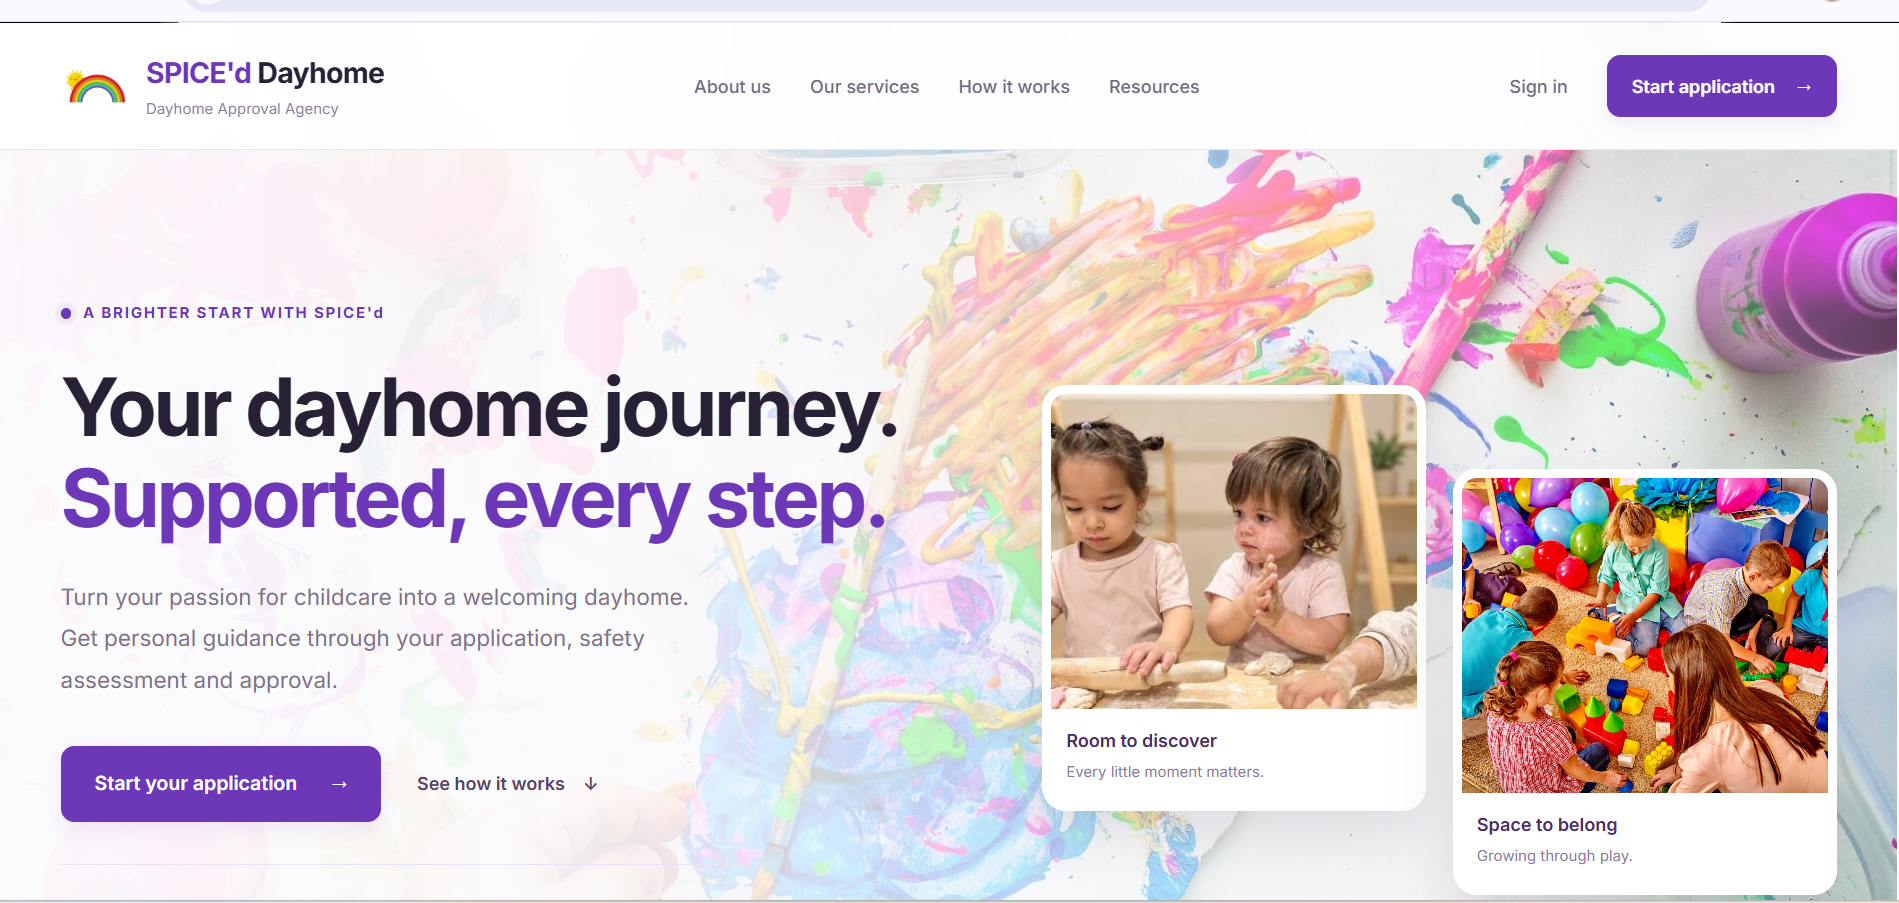 SPICE'd Dayhome
Dayhome Approval Agency
About us
Our services
How it works
Resources
Sign in
Start application →
A BRIGHTER START WITH SPICE'd
Your dayhome journey.
Supported, every step.
Turn your passion for childcare into a welcoming dayhome.
Get personal guidance through your application, safety
assessment and approval.
Start your application →
See how it works ↓
Room to discover
Every little moment matters.
Space to belong
Growing through play.